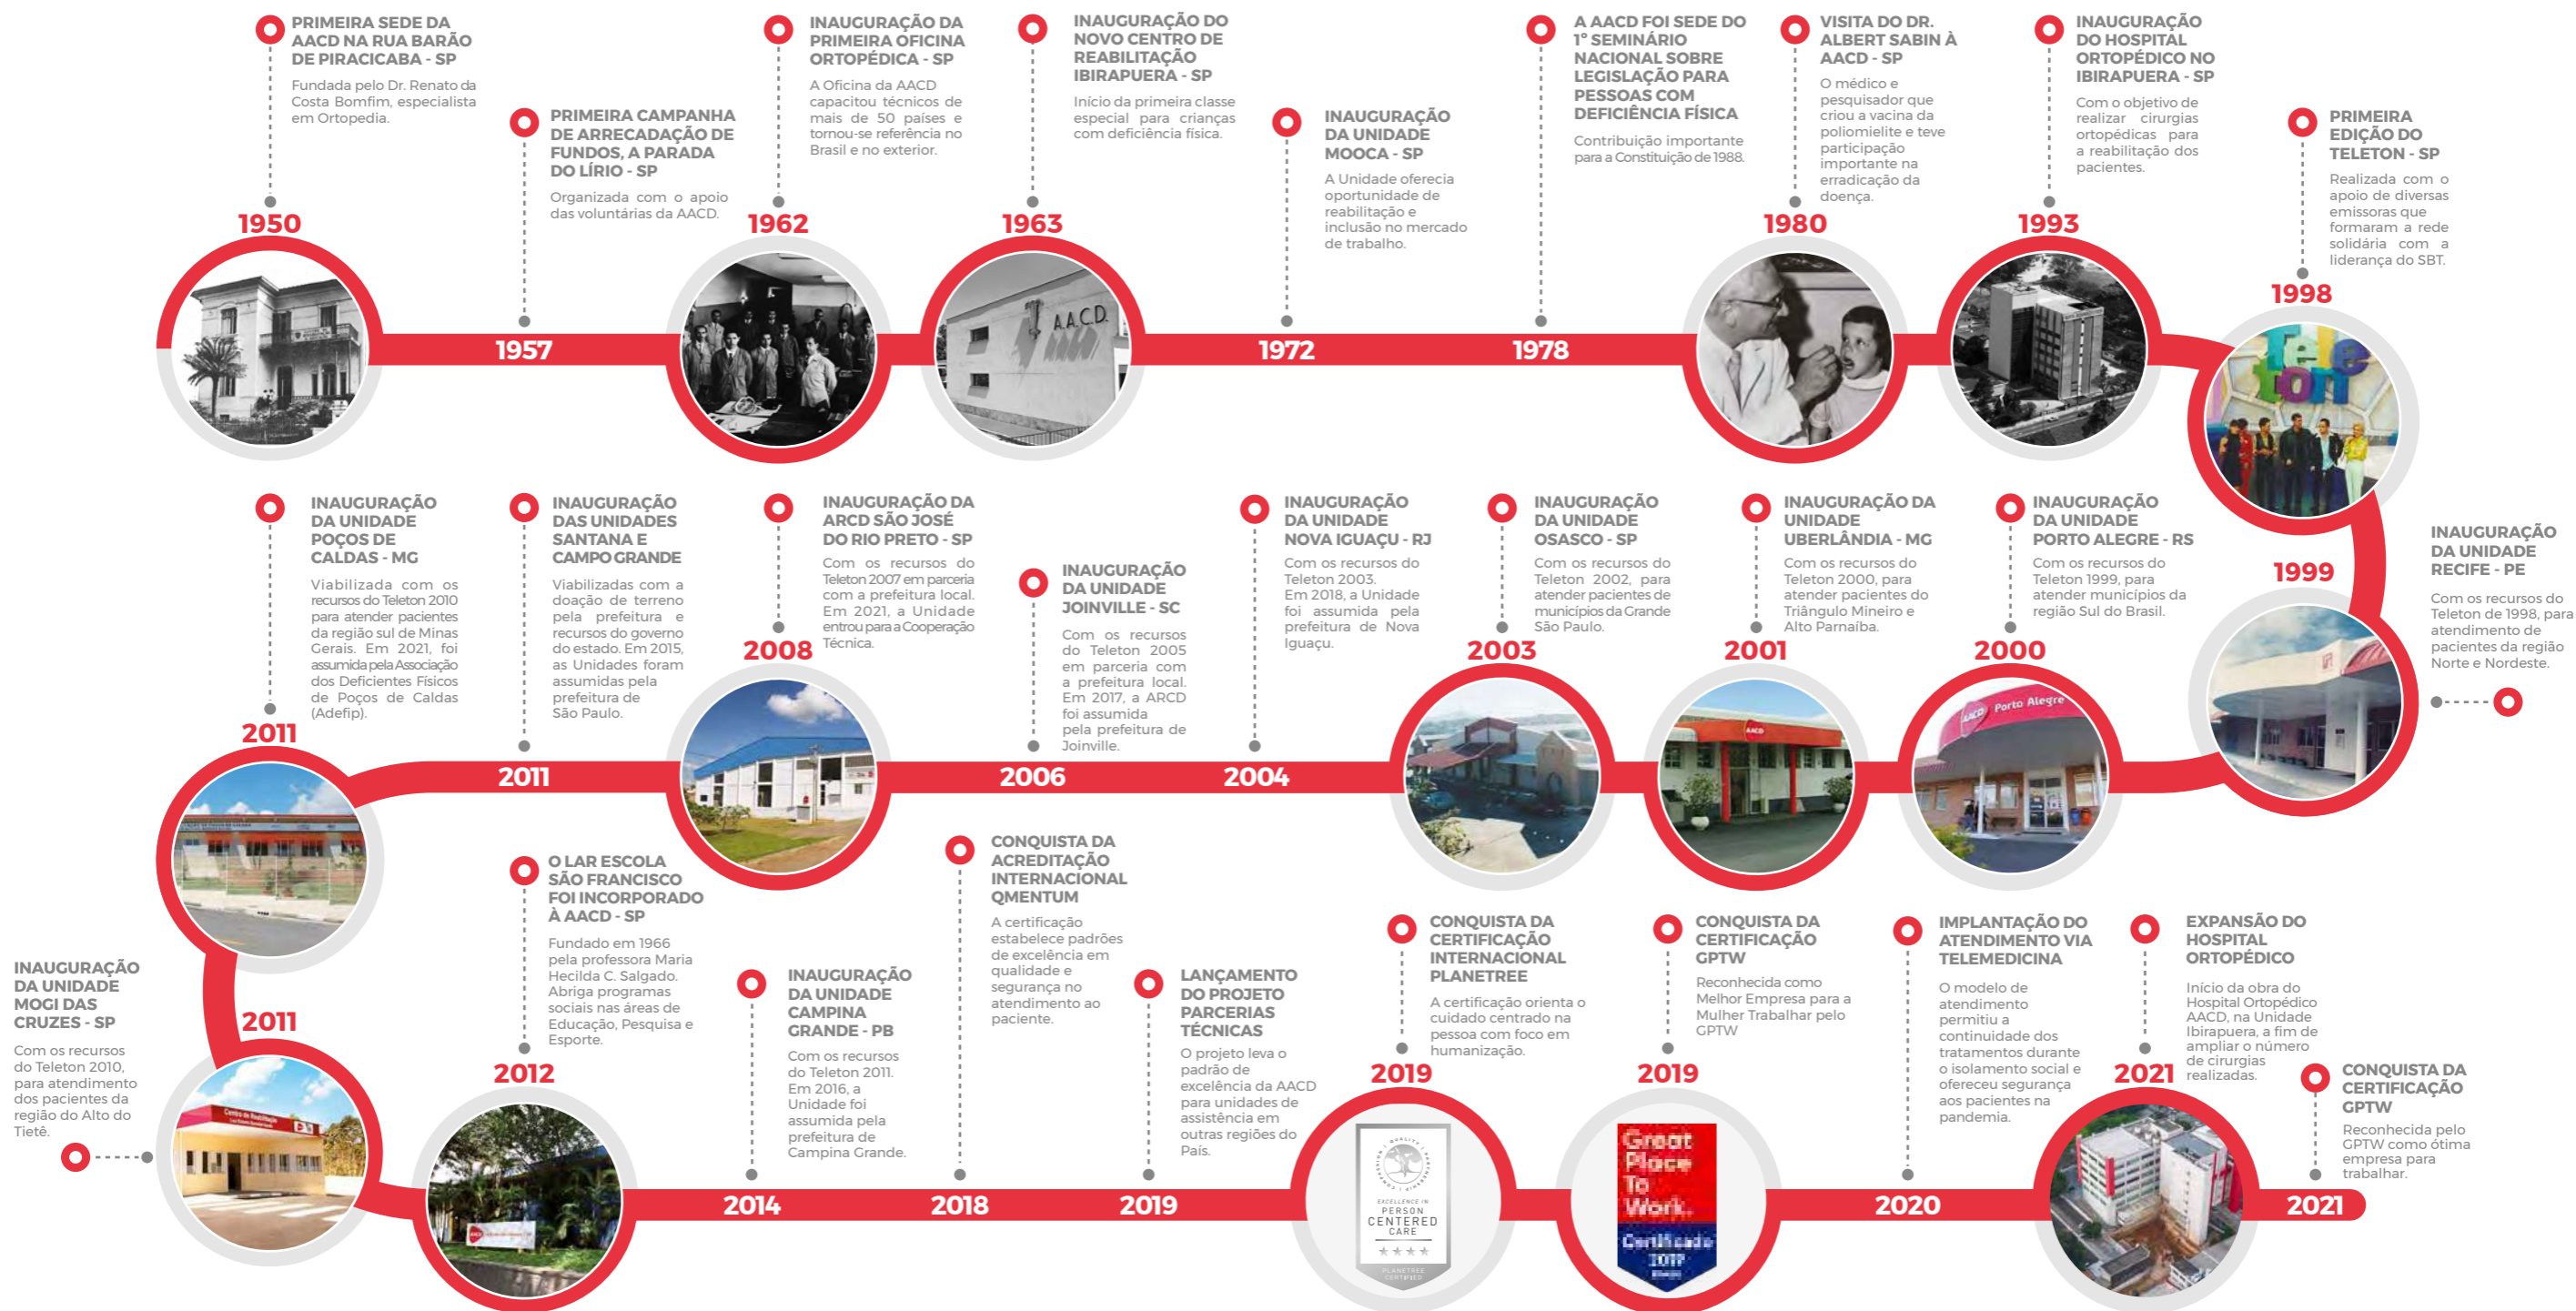 PRIMEIRA SEDE DA
AACD NA RUA BARÃO
DE PIRACICABA - SP
Fundada pelo Dr. Renato da
Costa Bomfim, especialista
em Ortopedia.
1950
PRIMEIRA CAMPANHA
DE ARRECADAÇÃO DE
FUNDOS, A PARADA
DO LÍRIO - SP
Organizada com o apoio
das voluntárias da AACD.
1957
INAUGURAÇÃO DA
PRIMEIRA OFICINA
ORTOPÉDICA - SP
A Oficina da AACD
capacitou técnicos de
mais de 50 países e
tornou-se referência no
Brasil e no exterior.
1962
INAUGURAÇÃO DO
NOVO CENTRO DE
REABILITAÇÃO
IBIRAPUERA - SP
Início da primeira classe
especial para crianças
com deficiência física.
1963
A.A.C.D.
INAUGURAÇÃO
DA UNIDADE
MOOCA - SP
A Unidade oferecia
oportunidade de
reabilitação e
inclusão no mercado
de trabalho.
1972
A AACD FOI SEDE DO
1º SEMINÁRIO
NACIONAL SOBRE
LEGISLAÇÃO PARA
PESSOAS COM
DEFICIÊNCIA FÍSICA
Contribuição importante
para a Constituição de 1988.
1978
VISITA DO DR.
ALBERT SABIN À
AACD - SP
O médico e
pesquisador que
criou a vacina da
poliomielite e teve
participação
importante na
erradicação da
doença.
1980
INAUGURAÇÃO
DO HOSPITAL
ORTOPÉDICO NO
IBIRAPUERA - SP
Com o objetivo de
realizar cirurgias
ortopédicas para
a reabilitação dos
pacientes.
1993
PRIMEIRA
EDIÇÃO DO
TELETON - SP
Realizada com o
apoio de diversas
emissoras que
formaram a rede
solidária com a
liderança do SBT.
1998
Tele
ton
INAUGURAÇÃO
DA UNIDADE
RECIFE - PE
Com os recursos do
Teleton de 1998, para
atendimento de
pacientes da região
Norte e Nordeste.
1999
INAUGURAÇÃO
DA UNIDADE
PORTO ALEGRE - RS
Com os recursos do
Teleton 1999, para
atender municípios da
região Sul do Brasil.
2000
AACD Porto Alegre
INAUGURAÇÃO DA
UNIDADE
UBERLÂNDIA - MG
Com os recursos do
Teleton 2000, para
atender pacientes do
Triângulo Mineiro e
Alto Parnaíba.
2001
AACD
INAUGURAÇÃO
DA UNIDADE
OSASCO - SP
Com os recursos do
Teleton 2002, para
atender pacientes de
municípios da Grande
São Paulo.
2003
INAUGURAÇÃO
DA UNIDADE
NOVA IGUAÇU - RJ
Com os recursos do
Teleton 2003.
Em 2018, a Unidade
foi assumida pela
prefeitura de Nova
Iguaçu.
2004
INAUGURAÇÃO
DA UNIDADE
JOINVILLE - SC
Com os recursos
do Teleton 2005
em parceria com
a prefeitura local.
Em 2017, a ARCD
foi assumida
pela prefeitura de
Joinville.
2006
INAUGURAÇÃO DA
ARCD SÃO JOSÉ
DO RIO PRETO - SP
Com os recursos do
Teleton 2007 em parceria
com a prefeitura local.
Em 2021, a Unidade
entrou para a Cooperação
Técnica.
2008
INAUGURAÇÃO
DAS UNIDADES
SANTANA E
CAMPO GRANDE
Viabilizadas com a
doação de terreno
pela prefeitura e
recursos do governo
do estado. Em 2015,
as Unidades foram
assumidas pela
prefeitura de
São Paulo.
2011
INAUGURAÇÃO
DA UNIDADE
POÇOS DE
CALDAS - MG
Viabilizada com os
recursos do Teleton 2010
para atender pacientes
da região sul de Minas
Gerais. Em 2021, foi
assumida pela Associação
dos Deficientes Físicos
de Poços de Caldas
(Adefip).
2011
INAUGURAÇÃO
DA UNIDADE
MOGI DAS
CRUZES - SP
Com os recursos
do Teleton 2010,
para atendimento
dos pacientes da
região do Alto do
Tietê.
2011
Centro de Reabilitação
O LAR ESCOLA
SÃO FRANCISCO
FOI INCORPORADO
À AACD - SP
Fundado em 1966
pela professora Maria
Hecilda C. Salgado.
Abriga programas
sociais nas áreas de
Educação, Pesquisa e
Esporte.
2012
AACD
INAUGURAÇÃO
DA UNIDADE
CAMPINA
GRANDE - PB
Com os recursos
do Teleton 2011.
Em 2016, a
Unidade foi
assumida pela
prefeitura de
Campina Grande.
2014
CONQUISTA DA
ACREDITAÇÃO
INTERNACIONAL
QMENTUM
A certificação
estabelece padrões
de excelência em
qualidade e
segurança no
atendimento ao
paciente.
2018
LANÇAMENTO
DO PROJETO
PARCERIAS
TÉCNICAS
O projeto leva o
padrão de
excelência da AACD
para unidades de
assistência em
outras regiões do
País.
2019
CONQUISTA DA
CERTIFICAÇÃO
INTERNACIONAL
PLANETREE
A certificação orienta o
cuidado centrado na
pessoa com foco em
humanização.
2019
EXCELLENCE IN
PERSON
CENTERED
CARE
PLANETREE
CERTIFIED
CONQUISTA DA
CERTIFICAÇÃO
GPTW
Reconhecida como
Melhor Empresa para a
Mulher Trabalhar pelo
GPTW
2019
Great
Place
To
Work.
Certificado
2019
IMPLANTAÇÃO DO
ATENDIMENTO VIA
TELEMEDICINA
O modelo de
atendimento
permitiu a
continuidade dos
tratamentos durante
o isolamento social e
ofereceu segurança
aos pacientes na
pandemia.
2020
EXPANSÃO DO
HOSPITAL
ORTOPÉDICO
Início da obra do
Hospital Ortopédico
AACD, na Unidade
Ibirapuera, a fim de
ampliar o número
de cirurgias
realizadas.
2021
CONQUISTA DA
CERTIFICAÇÃO
GPTW
Reconhecida pelo
GPTW como ótima
empresa para
trabalhar.
2021